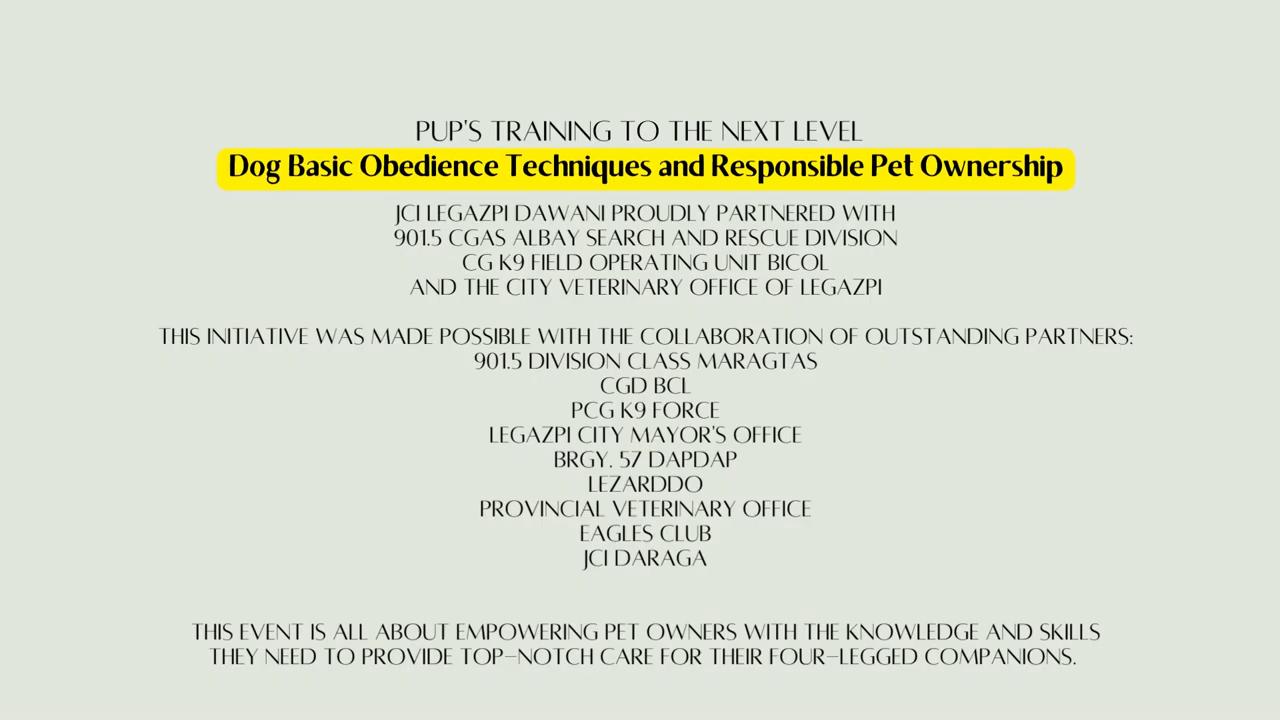 PUP'S TRAINING TO THE NEXT LEVEL
Dog Basic Obedience Techniques and Responsible Pet Ownership
JCI LEGAZPI DAWANI PROUDLY PARTNERED WITH
901.5 CGAS ALBAY SEARCH AND RESCUE DIVISION
CG K9 FIELD OPERATING UNIT BICOL
AND THE CITY VETERINARY OFFICE OF LEGAZPI
THIS INITIATIVE WAS MADE POSSIBLE WITH THE COLLABORATION OF OUTSTANDING PARTNERS:
901.5 DIVISION CLASS MARAGTAS
CGD BCL
PCG K9 FORCE
LEGAZPI CITY MAYOR'S OFFICE
BRGY. 57 DAPDAP
LEZARDDO
PROVINCIAL VETERINARY OFFICE
EAGLES CLUB
JCI DARAGA
THIS EVENT IS ALL ABOUT EMPOWERING PET OWNERS WITH THE KNOWLEDGE AND SKILLS
THEY NEED TO PROVIDE TOP-NOTCH CARE FOR THEIR FOUR-LEGGED COMPANIONS.